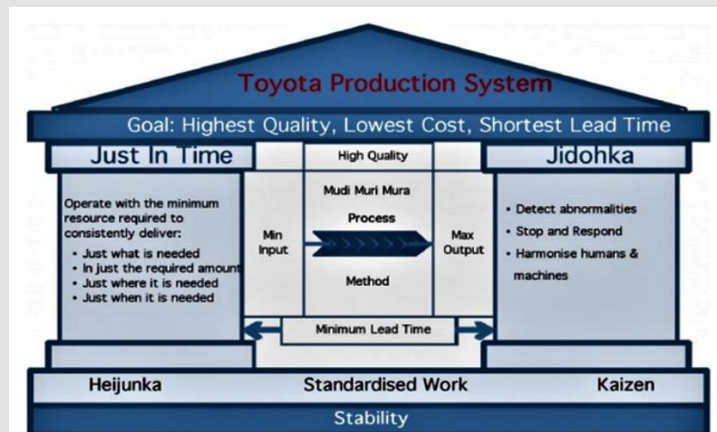 Toyota Production System
Goal: Highest Quality, Lowest Cost, Shortest Lead Time
Just In Time
High Quality
Jidohka
Operate with the minimum
resource required to
consistently deliver:
• Just what is needed
• In just the required amount
• Just where it is needed
• Just when it is needed
Min
Input
Mudi Muri Mura
Process
Method
Max
Output
• Detect abnormalities
• Stop and Respond
• Harmonise humans &
machines
Minimum Lead Time
Heijunka
Standardised Work
Kaizen
Stability